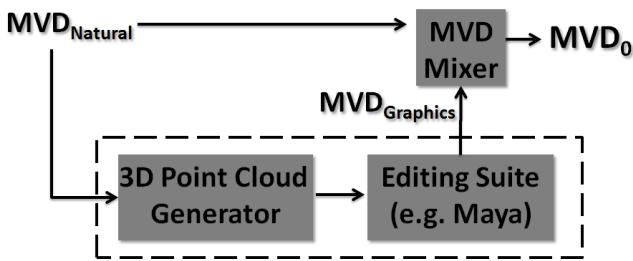 MVDNatural
MVD
Mixer
MVD0
MVDGraphics
3D Point Cloud
Generator
Editing Suite
(e.g. Maya)